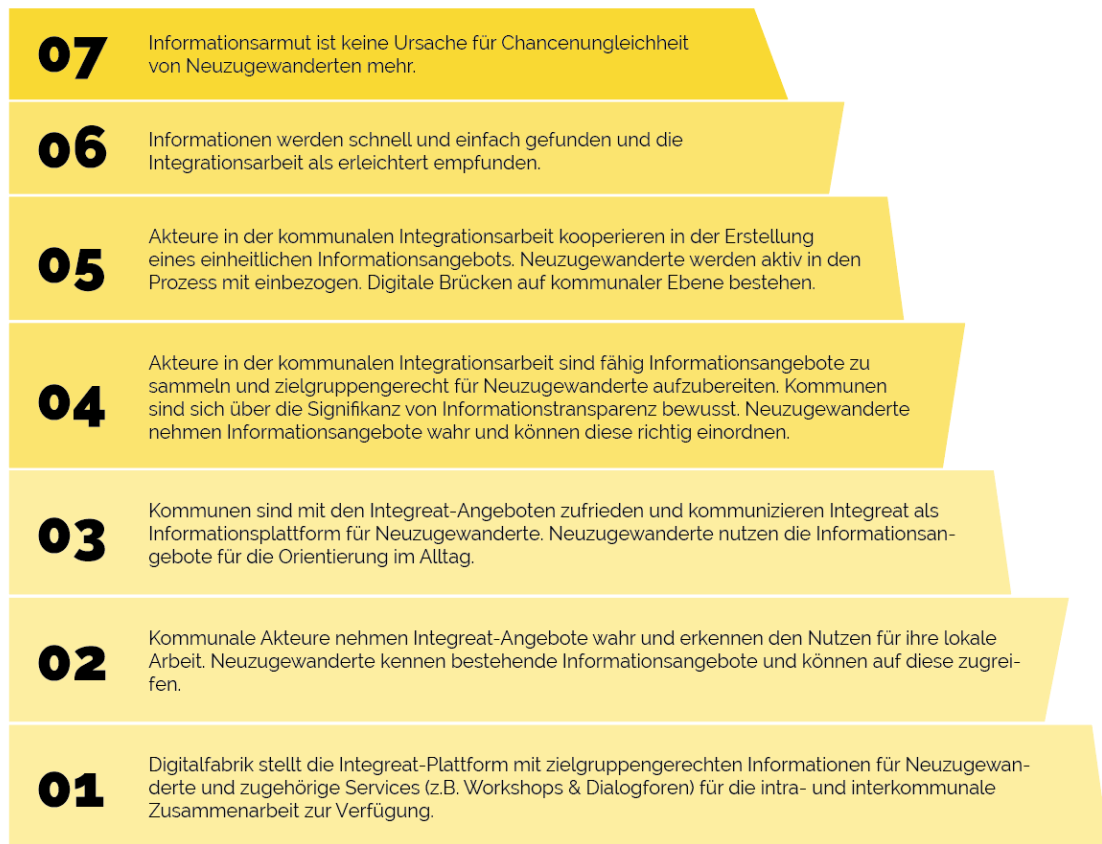 07
Informationsarmut ist keine Ursache für Chancenungleichheit
von Neuzugewanderten mehr.
06
Informationen werden schnell und einfach gefunden und die
Integrationsarbeit als erleichtert empfunden.
05
Akteure in der kommunalen Integrationsarbeit kooperieren in der Erstellung
eines einheitlichen Informationsangebots. Neuzugewanderte werden aktiv in den
Prozess mit einbezogen. Digitale Brücken auf kommunaler Ebene bestehen.
04
Akteure in der kommunalen Integrationsarbeit sind fähig Informationsangebote zu
sammeln und zielgruppengerecht für Neuzugewanderte aufzubereiten. Kommunen
sind sich über die Signifikanz von Informationstransparenz bewusst. Neuzugewanderte
nehmen Informationsangebote wahr und können diese richtig einordnen.
03
Kommunen sind mit den Integreat-Angeboten zufrieden und kommunizieren Integreat als
Informationsplattform für Neuzugewanderte. Neuzugewanderte nutzen die Informationsan-
gebote für die Orientierung im Alltag.
02
Kommunale Akteure nehmen Integreat-Angebote wahr und erkennen den Nutzen für ihre lokale
Arbeit. Neuzugewanderte kennen bestehende Informationsangebote und können auf diese zugrei-
fen.
01
Digitalfabrik stellt die Integreat-Plattform mit zielgruppengerechten Informationen für Neuzugewan-
derte und zugehörige Services (z.B. Workshops & Dialogforen) für die intra- und interkommunale
Zusammenarbeit zur Verfügung.